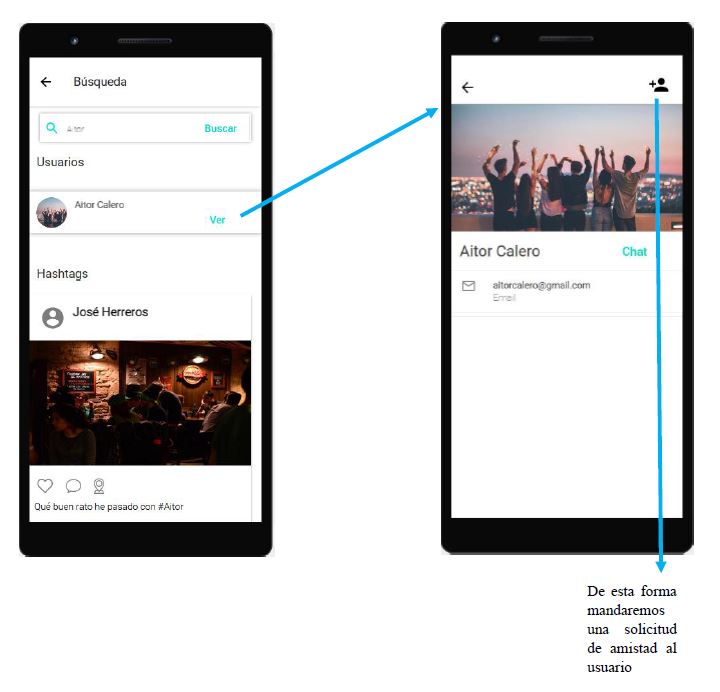 Búsqueda
Aitor
Buscar
Usuarios
Aitor Calero
Ver
Hashtags
José Herreros
Qué buen rato he pasado con #Aitor
Aitor Calero
Chat
aitorcalero@gmail.com
Email
De esta forma
mandaremos
una solicitud
de amistad al
usuario